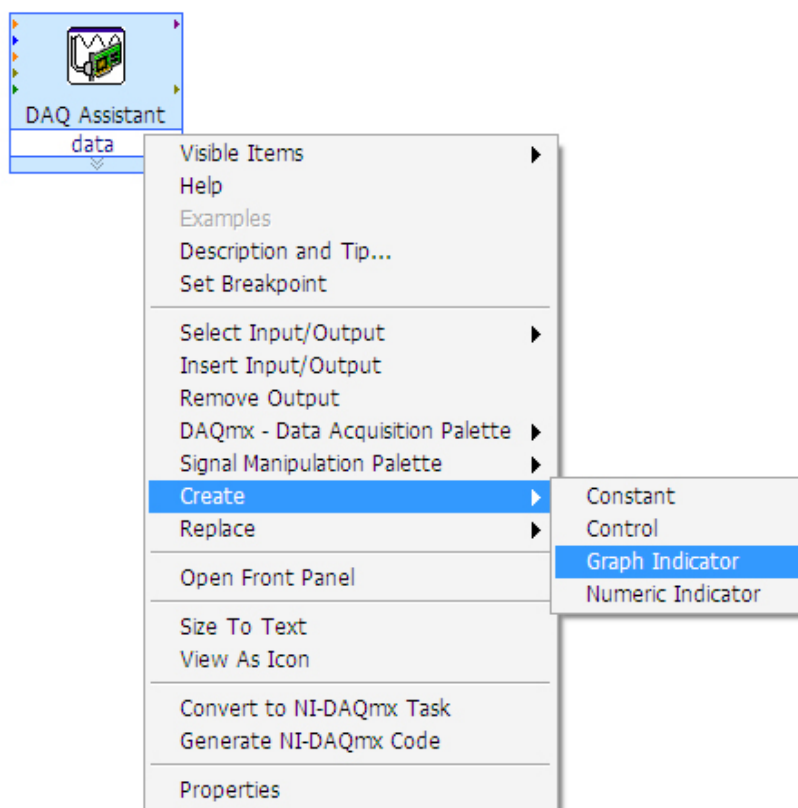 DAQ Assistant
data
Visible Items
Help
Examples
Description and Tip...
Set Breakpoint
Select Input/Output
Insert Input/Output
Remove Output
DAQmx - Data Acquisition Palette
Signal Manipulation Palette
Create
Replace
Open Front Panel
Size To Text
View As Icon
Convert to NI-DAQmx Task
Generate NI-DAQmx Code
Properties
Constant
Control
Graph Indicator
Numeric Indicator